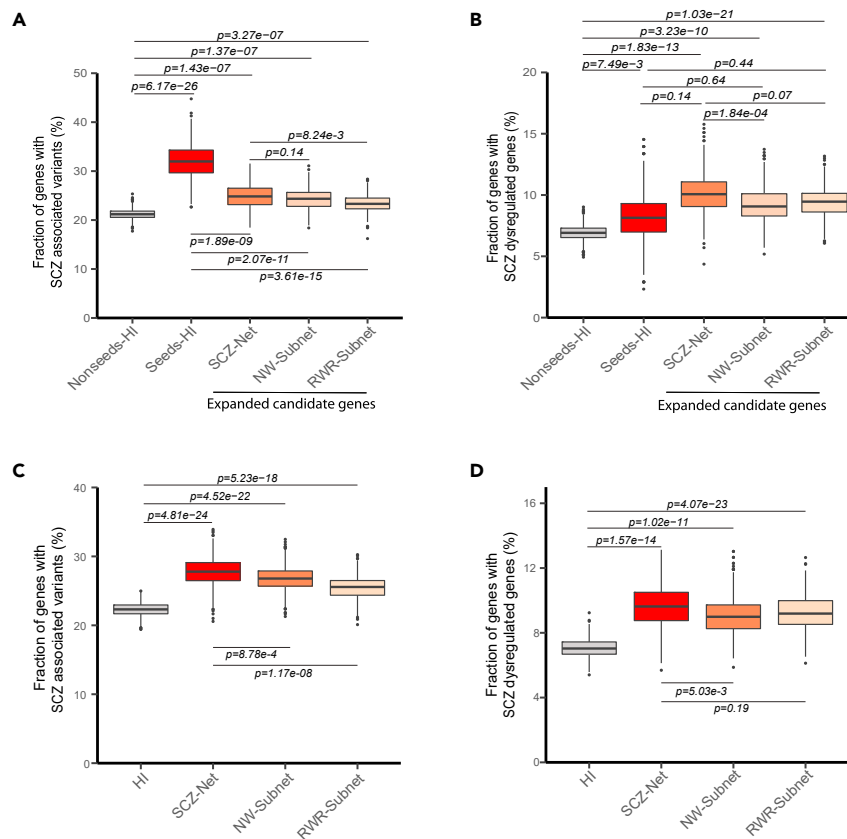 A
p=3.27e−07
p=1.37e−07
p=1.43e−07
p=6.17e−26
p=8.24e-3
p=0.14
p=1.89e−09
p=2.07e−11
p=3.61e−15
50
40
30
20
10
0
Fraction of genes with
SCZ associated variants (%)
Nonseeds-HI
Seeds-HI
SCZ-Net
NW-Subnet
RWR-Subnet
Expanded candidate genes
B
p=1.03e−21
p=3.23e−10
p=1.83e−13
p=7.49e−3
p=0.44
p=0.64
p=0.14
p=0.07
p=1.84e−04
20
15
10
5
0
Fraction of genes with
SCZ dysregulated genes (%)
Nonseeds-HI
Seeds-HI
SCZ-Net
NW-Subnet
RWR-Subnet
Expanded candidate genes
C
p=5.23e−18
p=4.52e−22
p=4.81e−24
p=8.78e-4
p=1.17e−08
40
30
20
10
0
Fraction of genes with
SCZ associated variants (%)
HI
SCZ-Net
NW-Subnet
RWR-Subnet
D
p=4.07e−23
p=1.02e−11
p=1.57e−14
p=5.03e−3
p=0.19
16
12
8
4
0
Fraction of genes with
SCZ dysregulated genes (%)
HI
SCZ-Net
NW-Subnet
RWR-Subnet